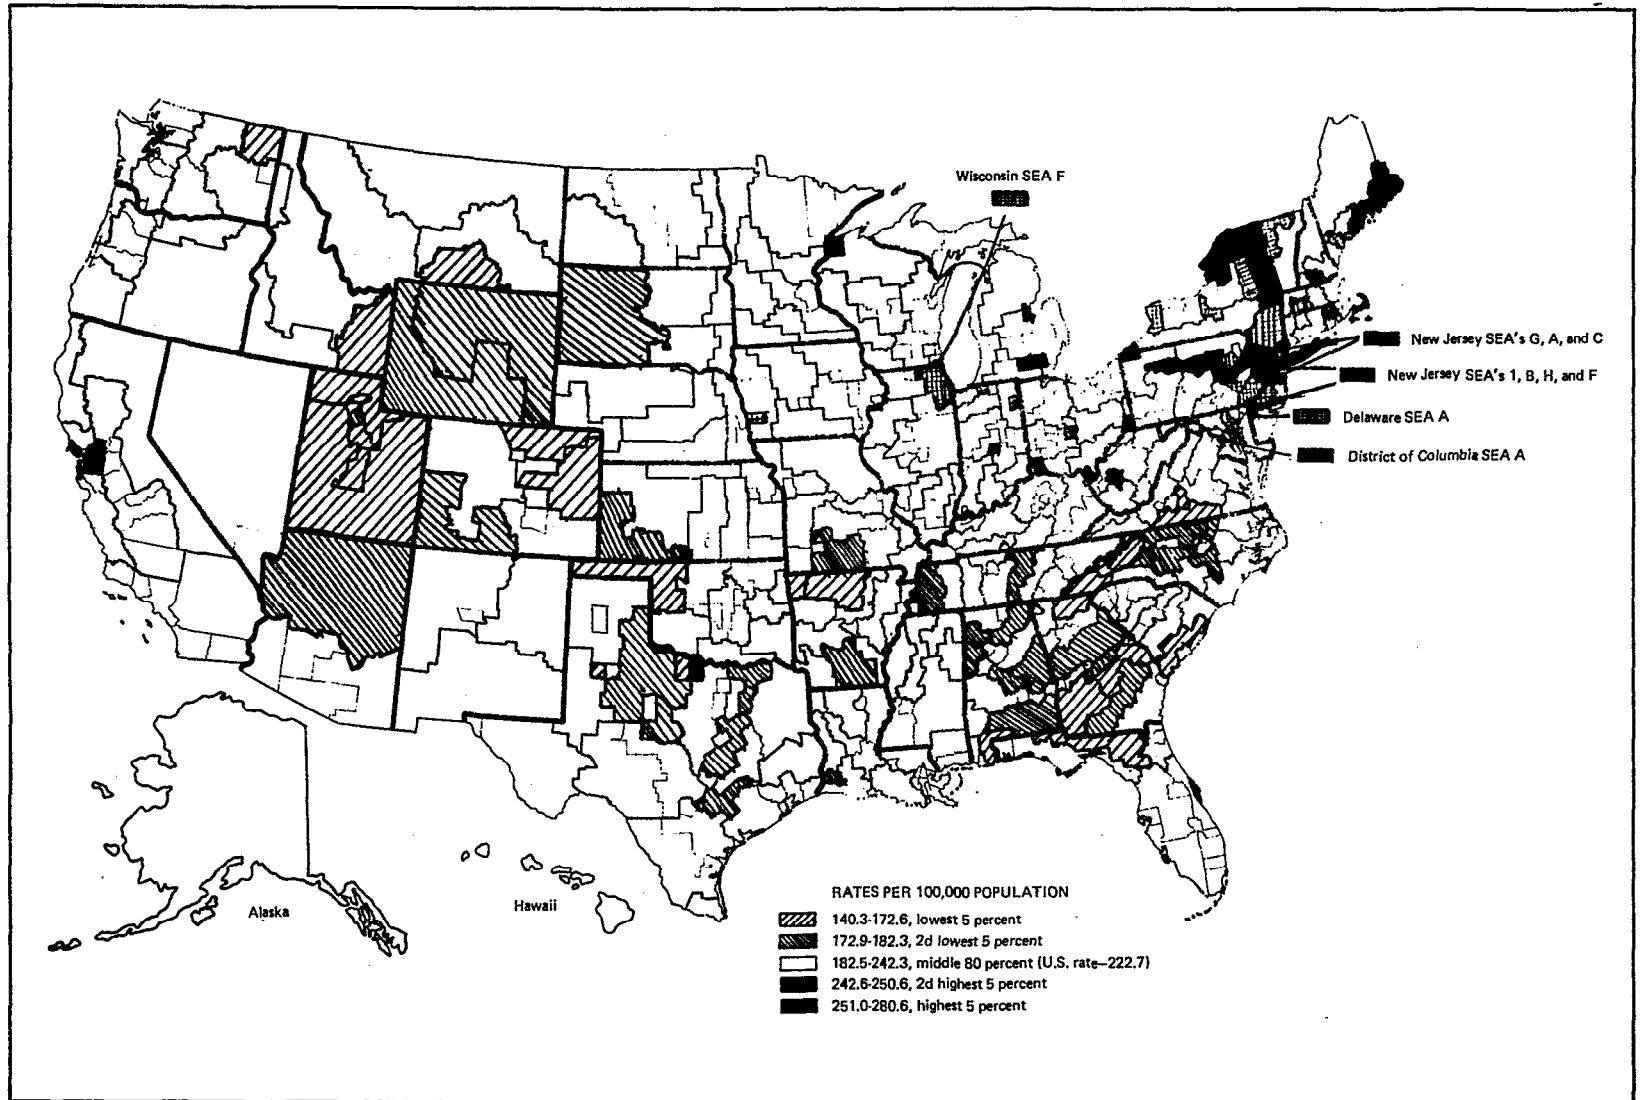 Wisconsin SEA F
New Jersey SEA's G, A, and C
New Jersey SEA's 1, B, H, and F
Delaware SEA A
District of Columbia SEA A
Alaska
Hawaii
RATES PER 100,000 POPULATION
140.3-172.6, lowest 5 percent
172.9-182.3, 2d lowest 5 percent
182.5-242.3, middle 80 percent (U.S. rate—222.7)
242.6-250.6, 2d highest 5 percent
251.0-280.6, highest 5 percent